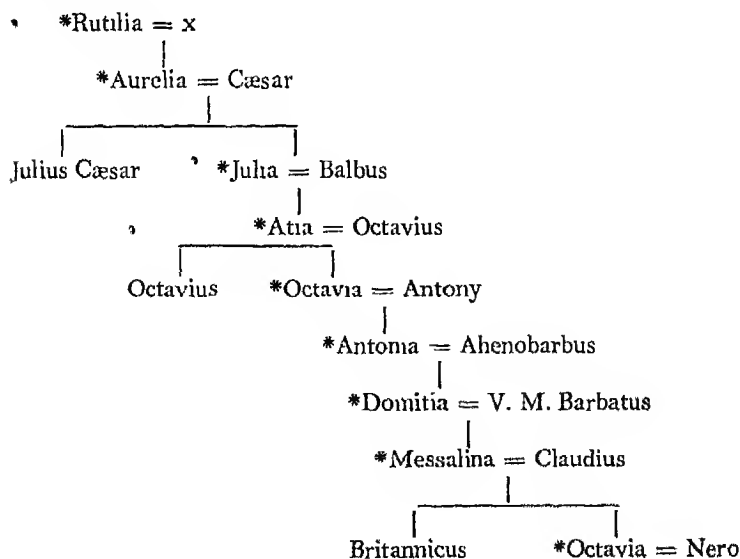 *Rutilia = x
*Aurelia = Cæsar
Julius Cæsar *Julia = Balbus
*Atia = Octavius
Octavius *Octavia = Antony
*Antonia = Ahenobarbus
*Domitia = V. M. Barbatus
*Messalina = Claudius
Britannicus *Octavia = Nero